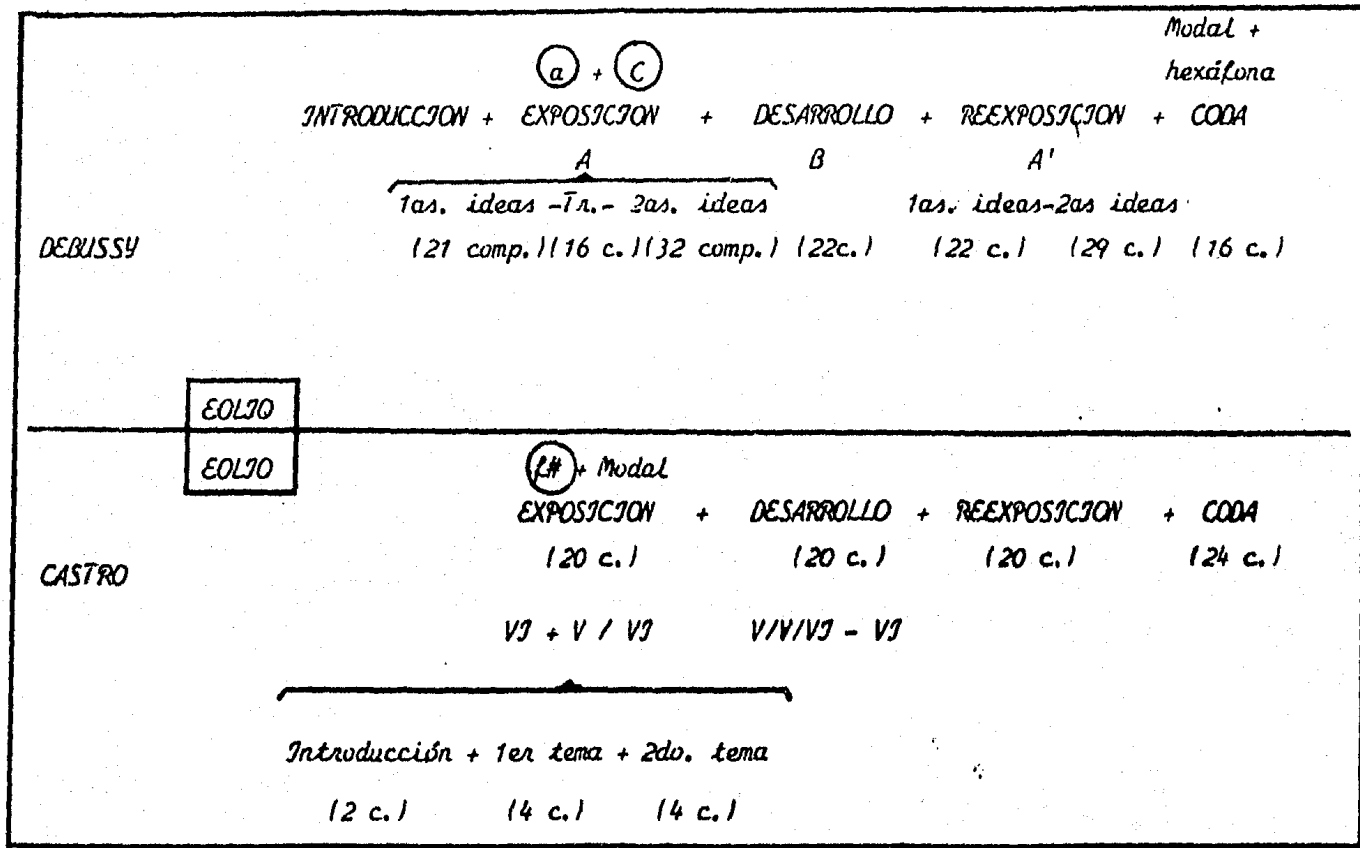 Modal +
ⓐ + Ⓒ hexáfona
INTRODUCCION + EXPOSICION + DESARROLLO + REEXPOSICION + CODA
A B A'
1as. ideas -Tr.- 2as. ideas 1as. ideas-2as ideas
DEBUSSY (21 comp.)(16 c.)(32 comp.) (22c.) (22 c.) (29 c.) (16 c.)
EOLIO
EOLIO f# + Modal
EXPOSICION + DESARROLLO + REEXPOSICION + CODA
CASTRO (20 c.) (20 c.) (20 c.) (24 c.)
VI + V / VI V/V/VI - VI
Introducción + 1er tema + 2do. tema
(2 c.) (4 c.) (4 c.)